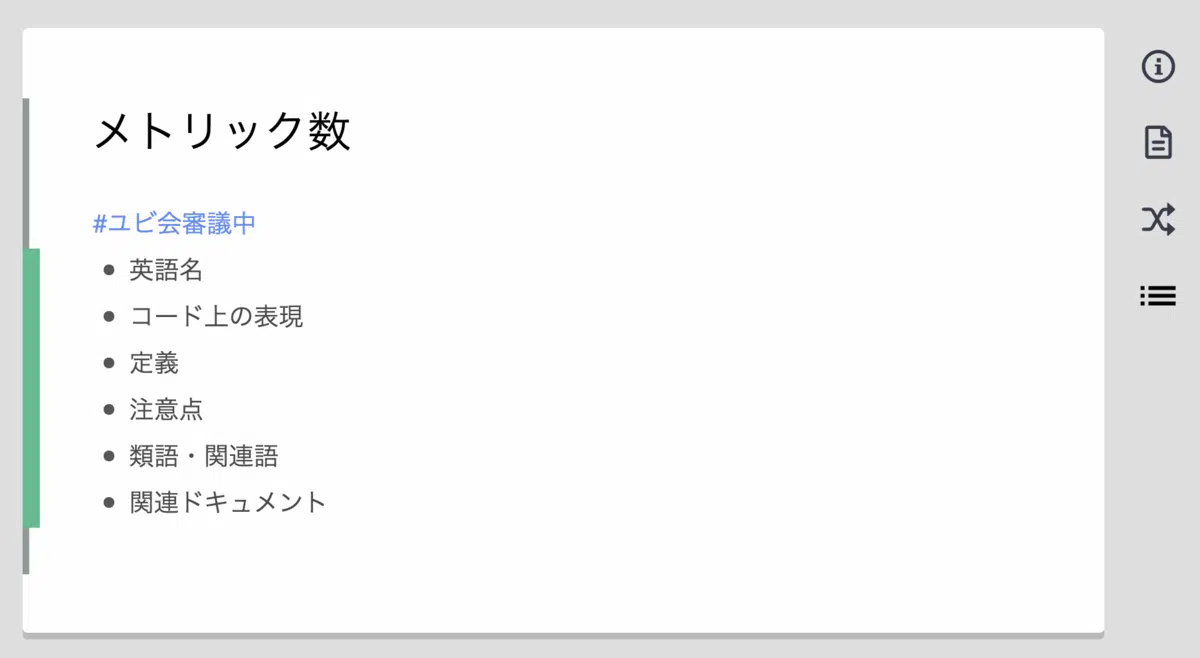 メトリック数
#ユビ会審議中
英語名
コード上の表現
定義
注意点
類語・関連語
関連ドキュメント